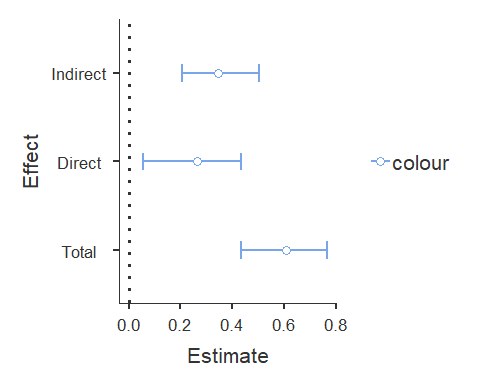 Effect
Indirect
Direct
Total
0.0 0.2 0.4 0.6 0.8
Estimate
colour